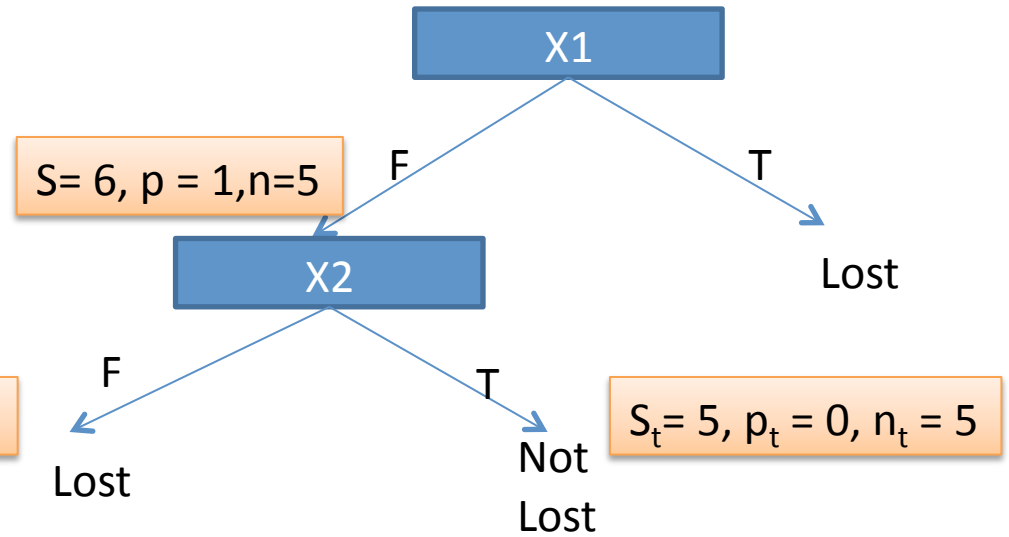 X1
F
T
S= 6, p = 1,n=5
Lost
X2
F
T
Sₜ= 5, pₜ = 0, nₜ = 5
Not
Lost
Lost